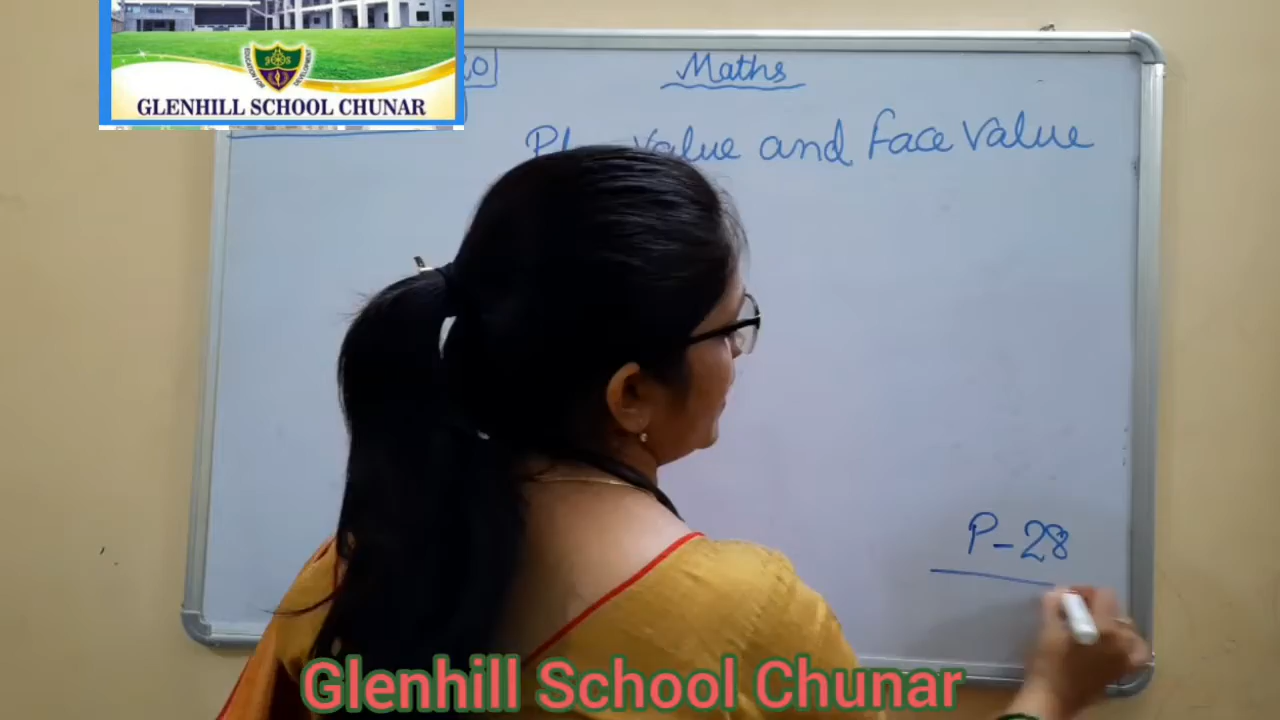 GLENHILL SCHOOL CHUNAR
Maths
Value and Face Value
P-28
Glenhill School Chunar